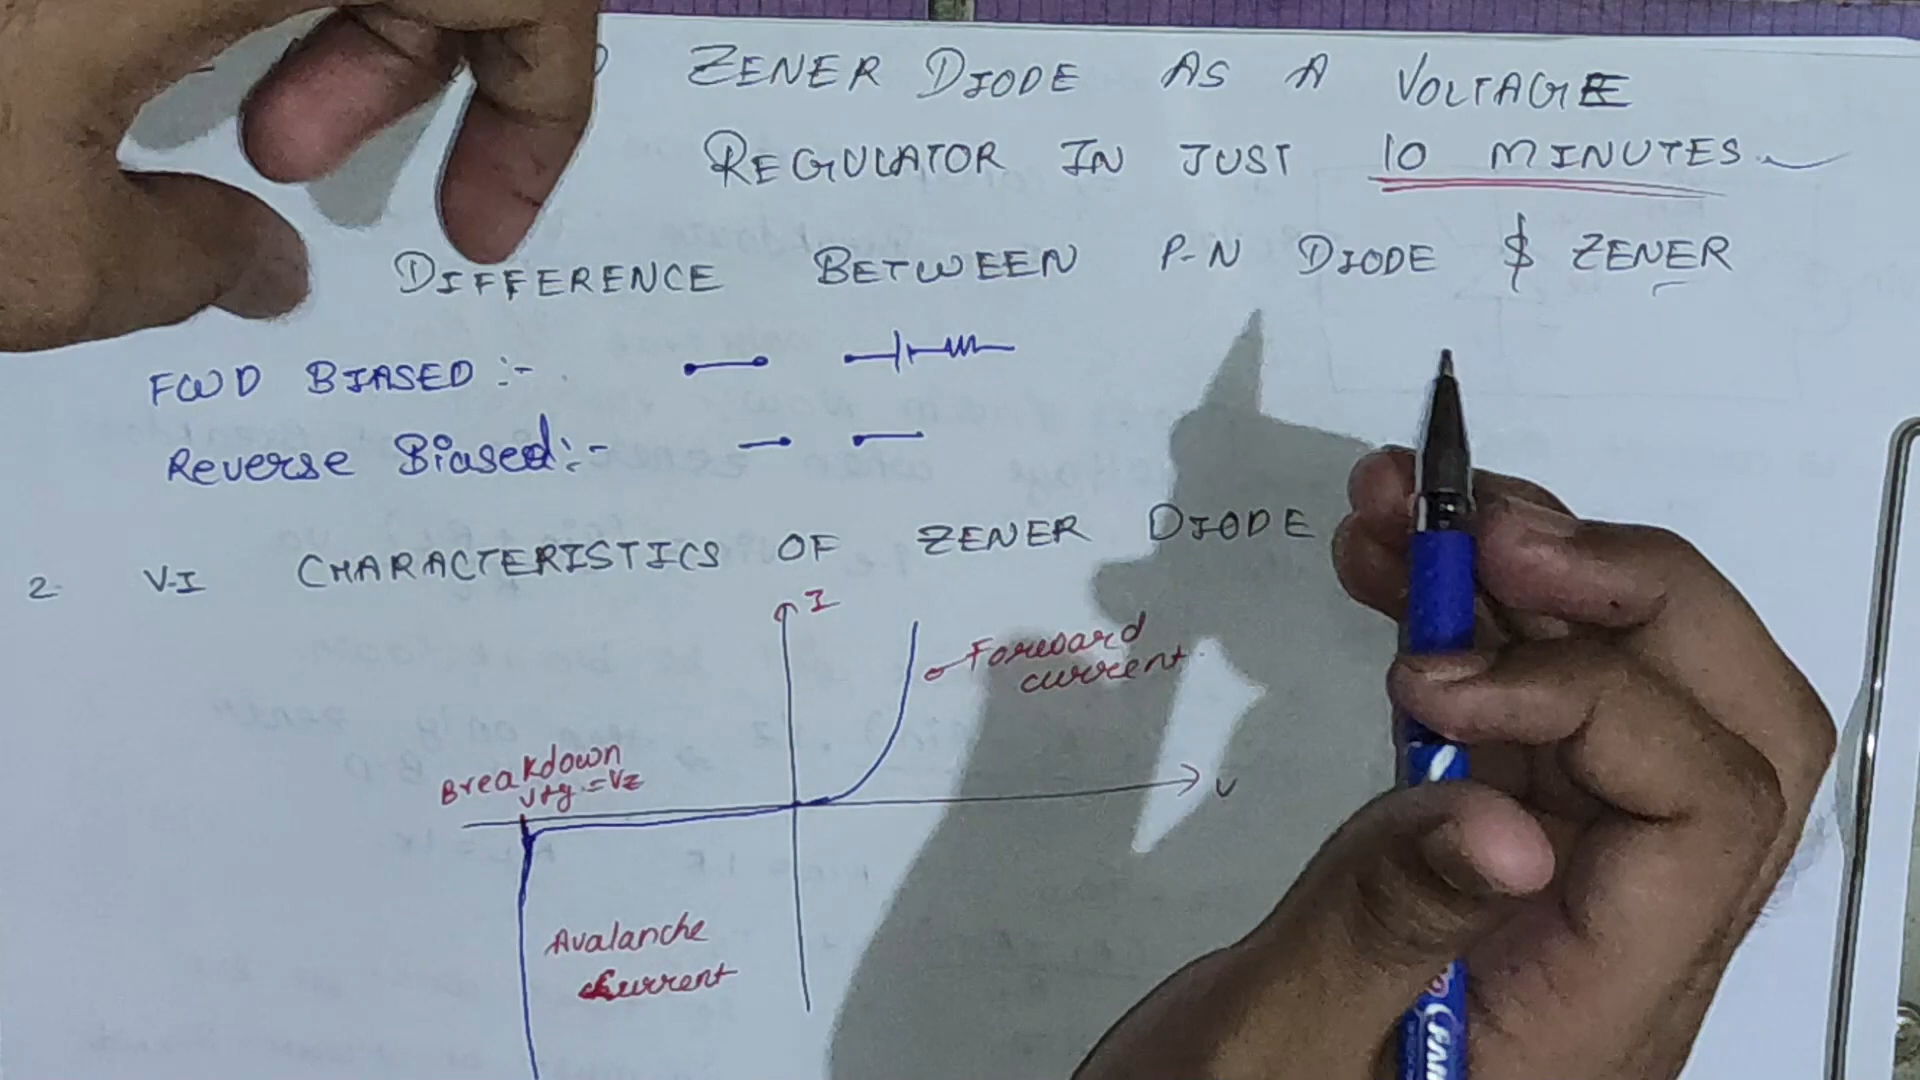 ZENER DIODE AS A VOLTAGE
REGULATOR IN JUST 10 MINUTES
DIFFERENCE BETWEEN P-N DIODE & ZENER
FWD BIASED :-
Reverse Biased :-
2. V-I CHARACTERISTICS OF ZENER DIODE
I
Forward
current
Breakdown
Vtg = Vz
V
Avalanche
Current